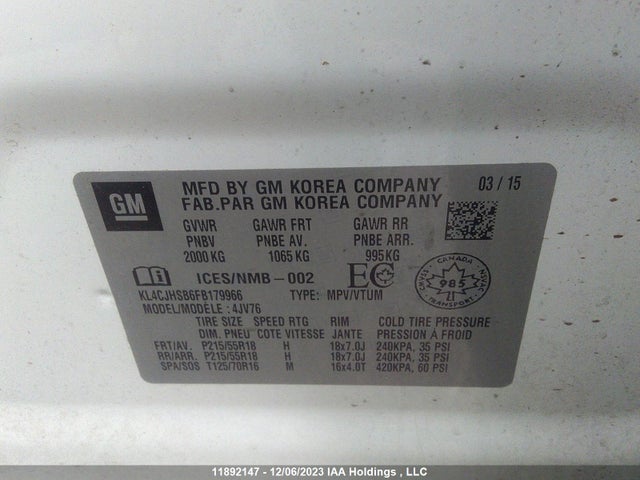 GM
MFD BY GM KOREA COMPANY 03 / 15
FAB.PAR GM KOREA COMPANY
GVWR GAWR FRT GAWR RR
PNBV PNBE AV. PNBE ARR.
2000 KG 1065 KG 995 KG
ICES/NMB-002 EC
CANADA
985
KL4CJHSB6FB179966 TYPE: MPV/VTUM
MODEL/MODELE : 4JV76
TIRE SIZE SPEED RTG RIM COLD TIRE PRESSURE
DIM. PNEU COTE VITESSE JANTE PRESSION A FROID
FRT/AV. P215/55R18 H 18x7.0J 240KPA, 35 PSI
RR/ARR. P215/55R18 H 18x7.0J 240KPA, 35 PSI
SPA/SOS T125/70R16 M 16x4.0T 420KPA, 60 PSI
11892147 - 12/06/2023 IAA Holdings , LLC